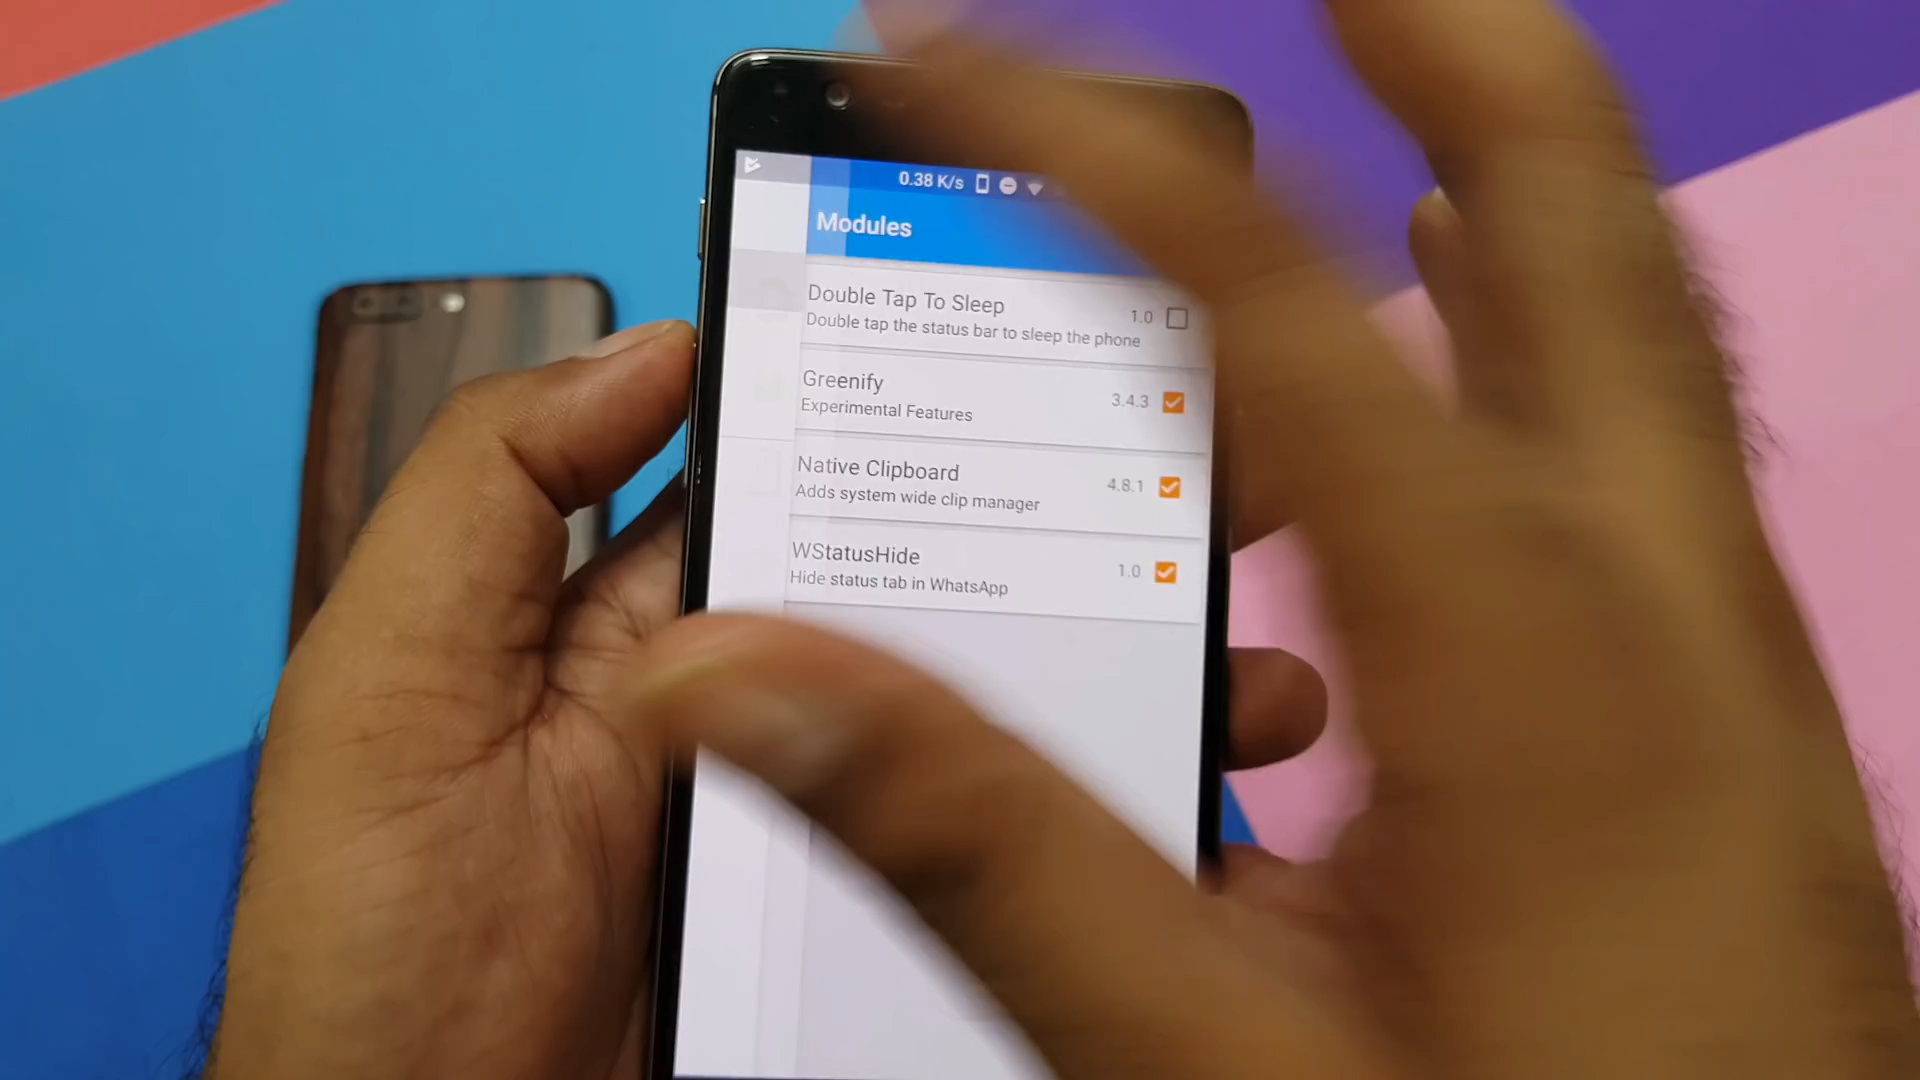 0.38 K/s
Modules
Double Tap To Sleep 1.0
Double tap the status bar to sleep the phone
Greenify 3.4.3
Experimental Features
Native Clipboard 4.8.1
Adds system wide clip manager
WStatusHide 1.0
Hide status tab in WhatsApp